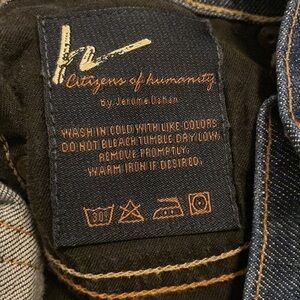 Citizens of humanity
by Jerome Dahan
WASH IN COLD WITH LIKE COLORS
DO NOT BLEACH TUMBLE DRY LOW,
REMOVE PROMPTLY.
WARM IRON IF DESIRED.
30°